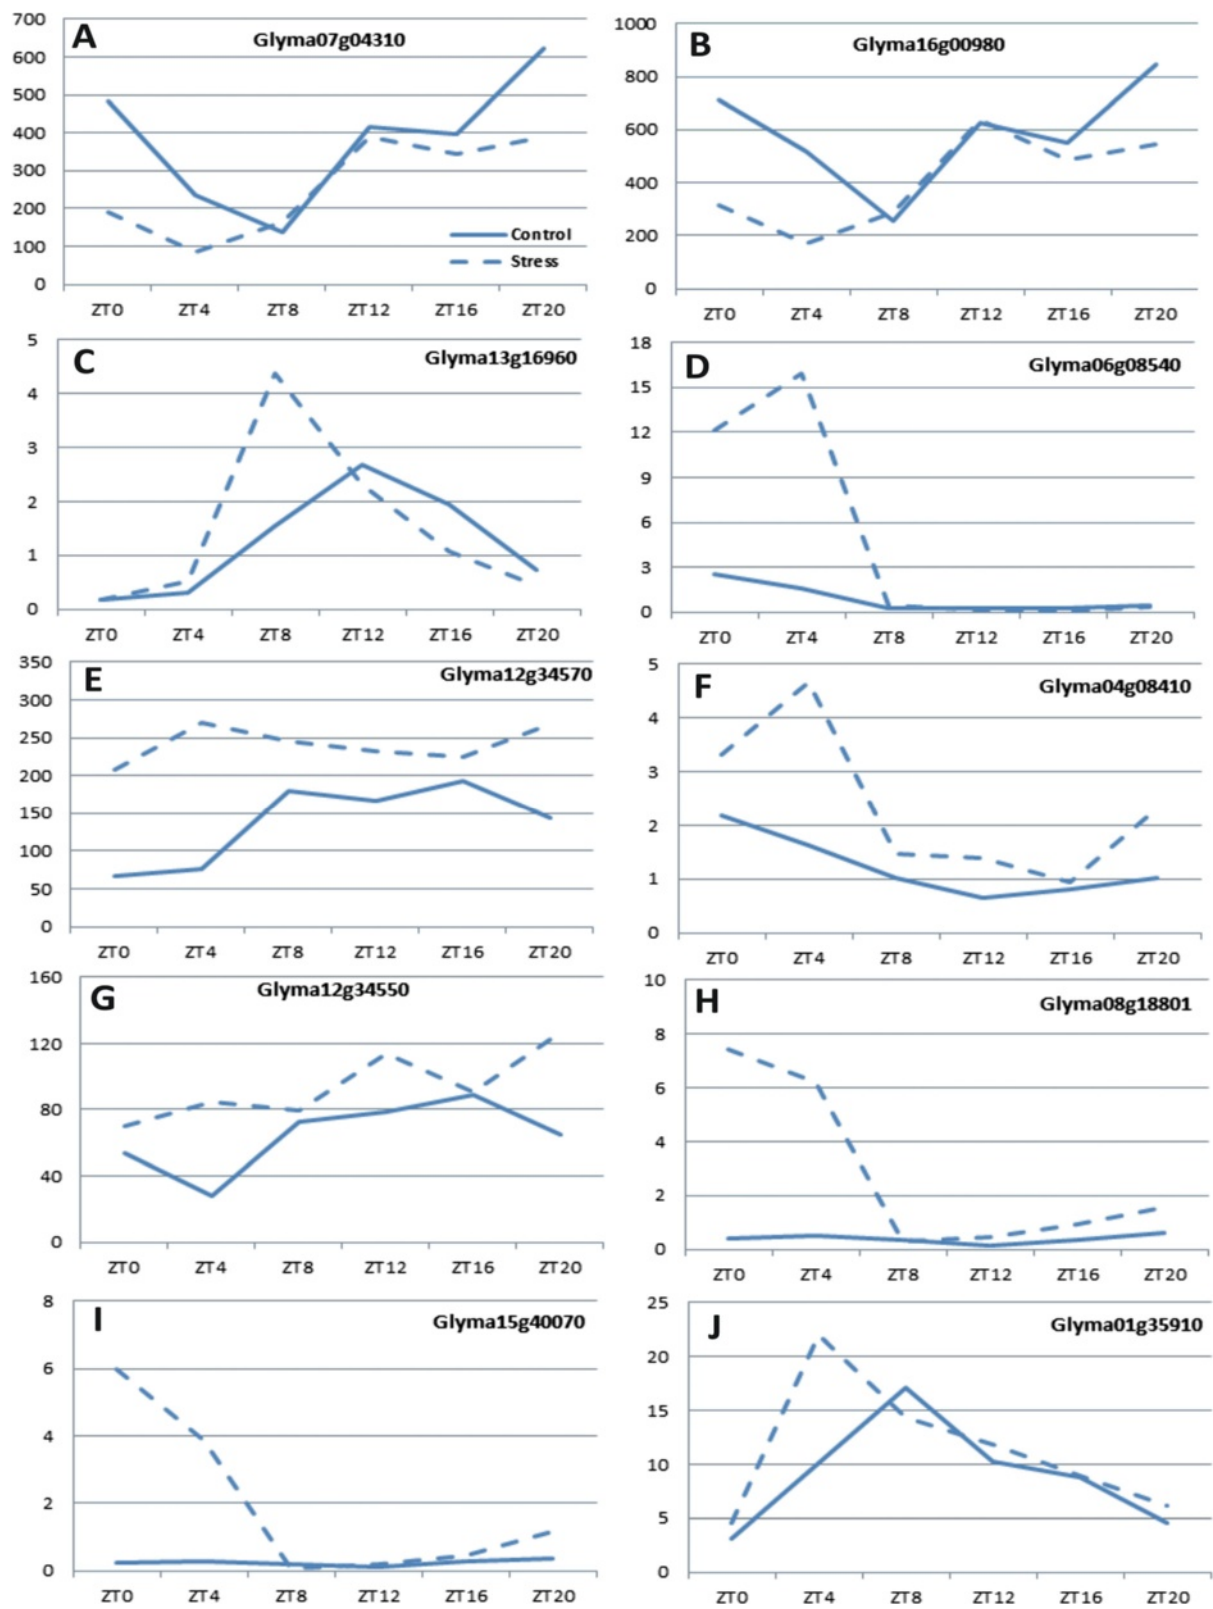 A
Glyma07g04310
700
600
500
400
300
200
100
0
Control
Stress
ZT0 ZT4 ZT8 ZT12 ZT16 ZT20
B
Glyma16g00980
1000
800
600
400
200
0
ZT0 ZT4 ZT8 ZT12 ZT16 ZT20
C
Glyma13g16960
5
4
3
2
1
0
ZT0 ZT4 ZT8 ZT12 ZT16 ZT20
D
Glyma06g08540
18
15
12
9
6
3
0
ZT0 ZT4 ZT8 ZT12 ZT16 ZT20
E
Glyma12g34570
350
300
250
200
150
100
50
0
ZT0 ZT4 ZT8 ZT12 ZT16 ZT20
F
Glyma04g08410
5
4
3
2
1
0
ZT0 ZT4 ZT8 ZT12 ZT16 ZT20
G
Glyma12g34550
160
120
80
40
0
ZT0 ZT4 ZT8 ZT12 ZT16 ZT20
H
Glyma08g18801
10
8
6
4
2
0
ZT0 ZT4 ZT8 ZT12 ZT16 ZT20
I
Glyma15g40070
8
6
4
2
0
ZT0 ZT4 ZT8 ZT12 ZT16 ZT20
J
Glyma01g35910
25
20
15
10
5
0
ZT0 ZT4 ZT8 ZT12 ZT16 ZT20